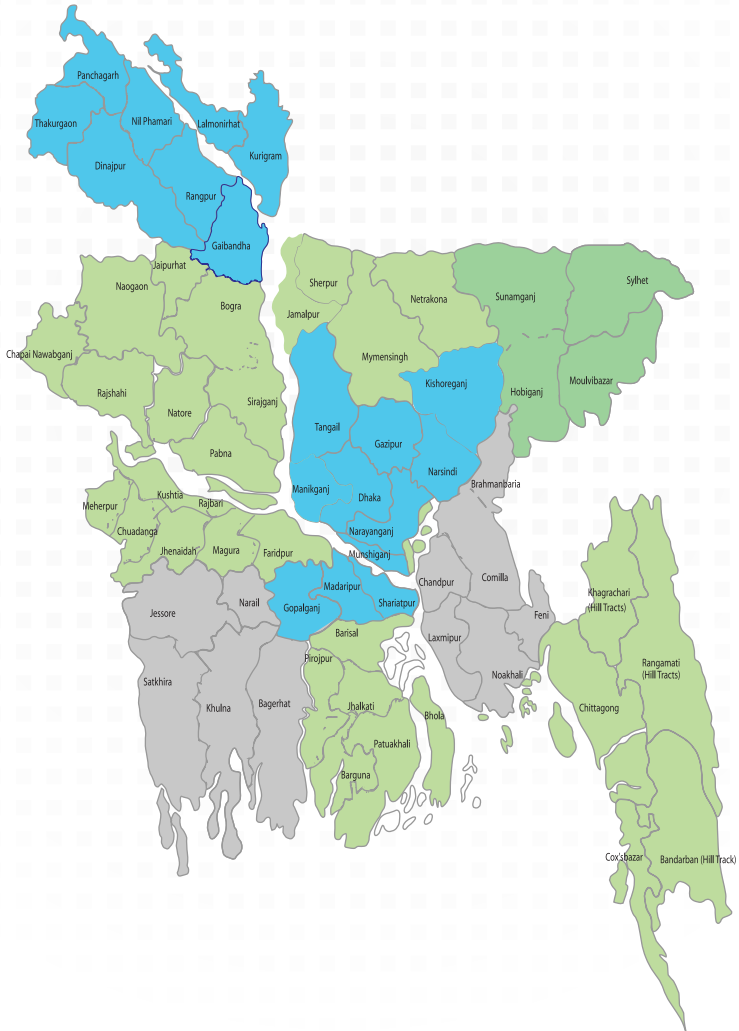 Panchagarh
Thakurgaon
Nil Phamari
Lalmonirhat
Dinajpur
Kurigram
Rangpur
Gaibandha
Jaipurhat
Naogaon
Bogra
Sherpur
Jamalpur
Netrakona
Sunamganj
Sylhet
Chapai Nawabganj
Mymensingh
Rajshahi
Kishoreganj
Moulvibazar
Hobiganj
Natore
Sirajganj
Tangail
Gazipur
Pabna
Narsindi
Brahmanbaria
Manikganj
Dhaka
Kushtia
Rajbari
Meherpur
Chuadanga
Narayanganj
Jhenaidah
Magura
Faridpur
Munshiganj
Chandpur
Comilla
Madaripur
Khagrachari
(Hill Tracts)
Narail
Gopalganj
Shariatpur
Jessore
Feni
Barisal
Laxmipur
Pirojpur
Rangamati
(Hill Tracts)
Noakhali
Satkhira
Bagerhat
Khulna
Jhalkati
Chittagong
Bhola
Patuakhali
Barguna
Cox'sbazar
Bandarban (Hill Track)